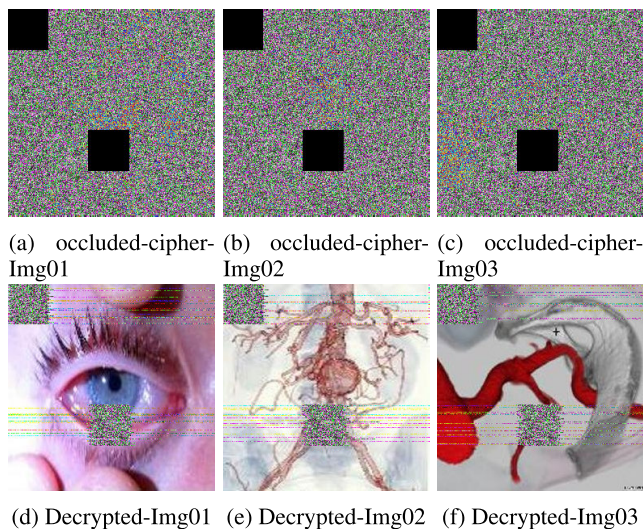 (a) occluded-cipher-Img01
(b) occluded-cipher-Img02
(c) occluded-cipher-Img03
(d) Decrypted-Img01
(e) Decrypted-Img02
(f) Decrypted-Img03